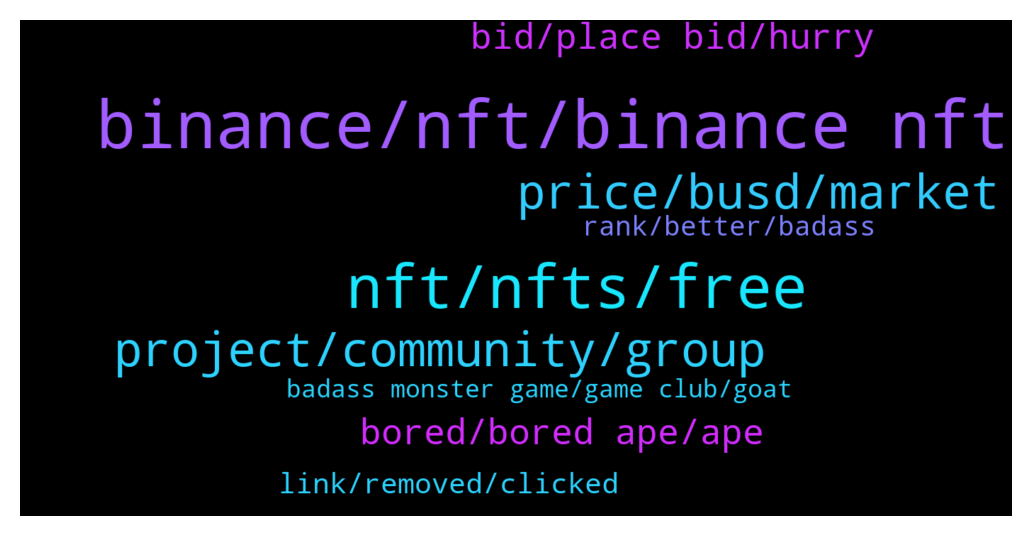 bid/place bid/hurry
binance/nft/binance nft
price/busd/market
rank/better/badass
nft/nfts/free
project/community/group
badass monster game/game club/goat
bored/bored ape/ape
link/removed/clicked